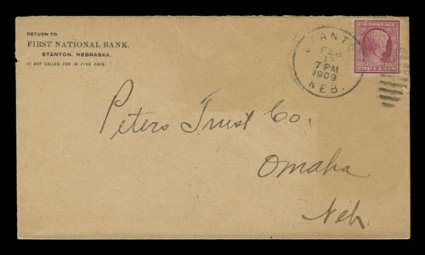 RETURN TO
FIRST NATIONAL BANK,
STANTON, NEBRASKA.
IF NOT CALLED FOR IN FIVE DAYS.
STANTO
FEB
7 PM
1909
NEB.
Peters Trust Co.
Omaha
Neb.